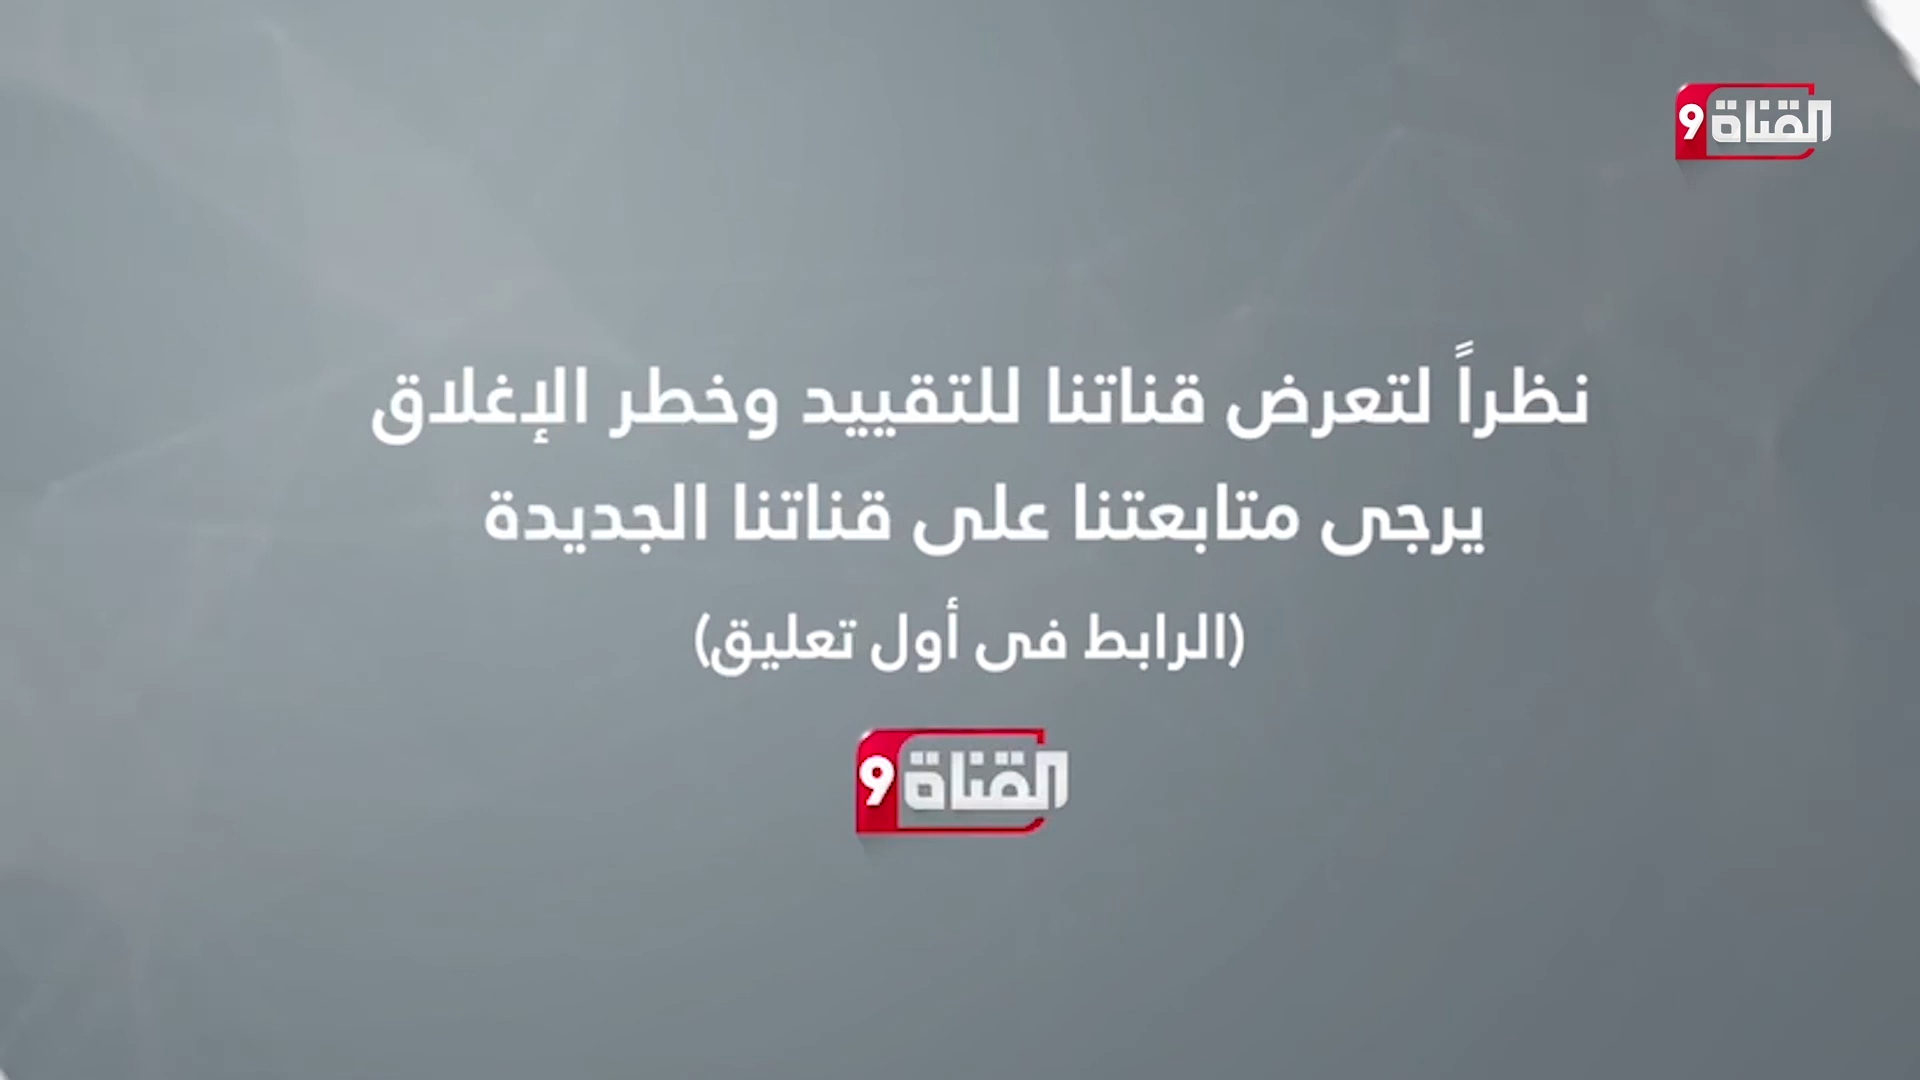 القناة 9
نظراً لتعرض قناتنا للتقييد وخطر الإغلاق
يرجى متابعتنا على قناتنا الجديدة
(الرابط فى أول تعليق)
القناة 9